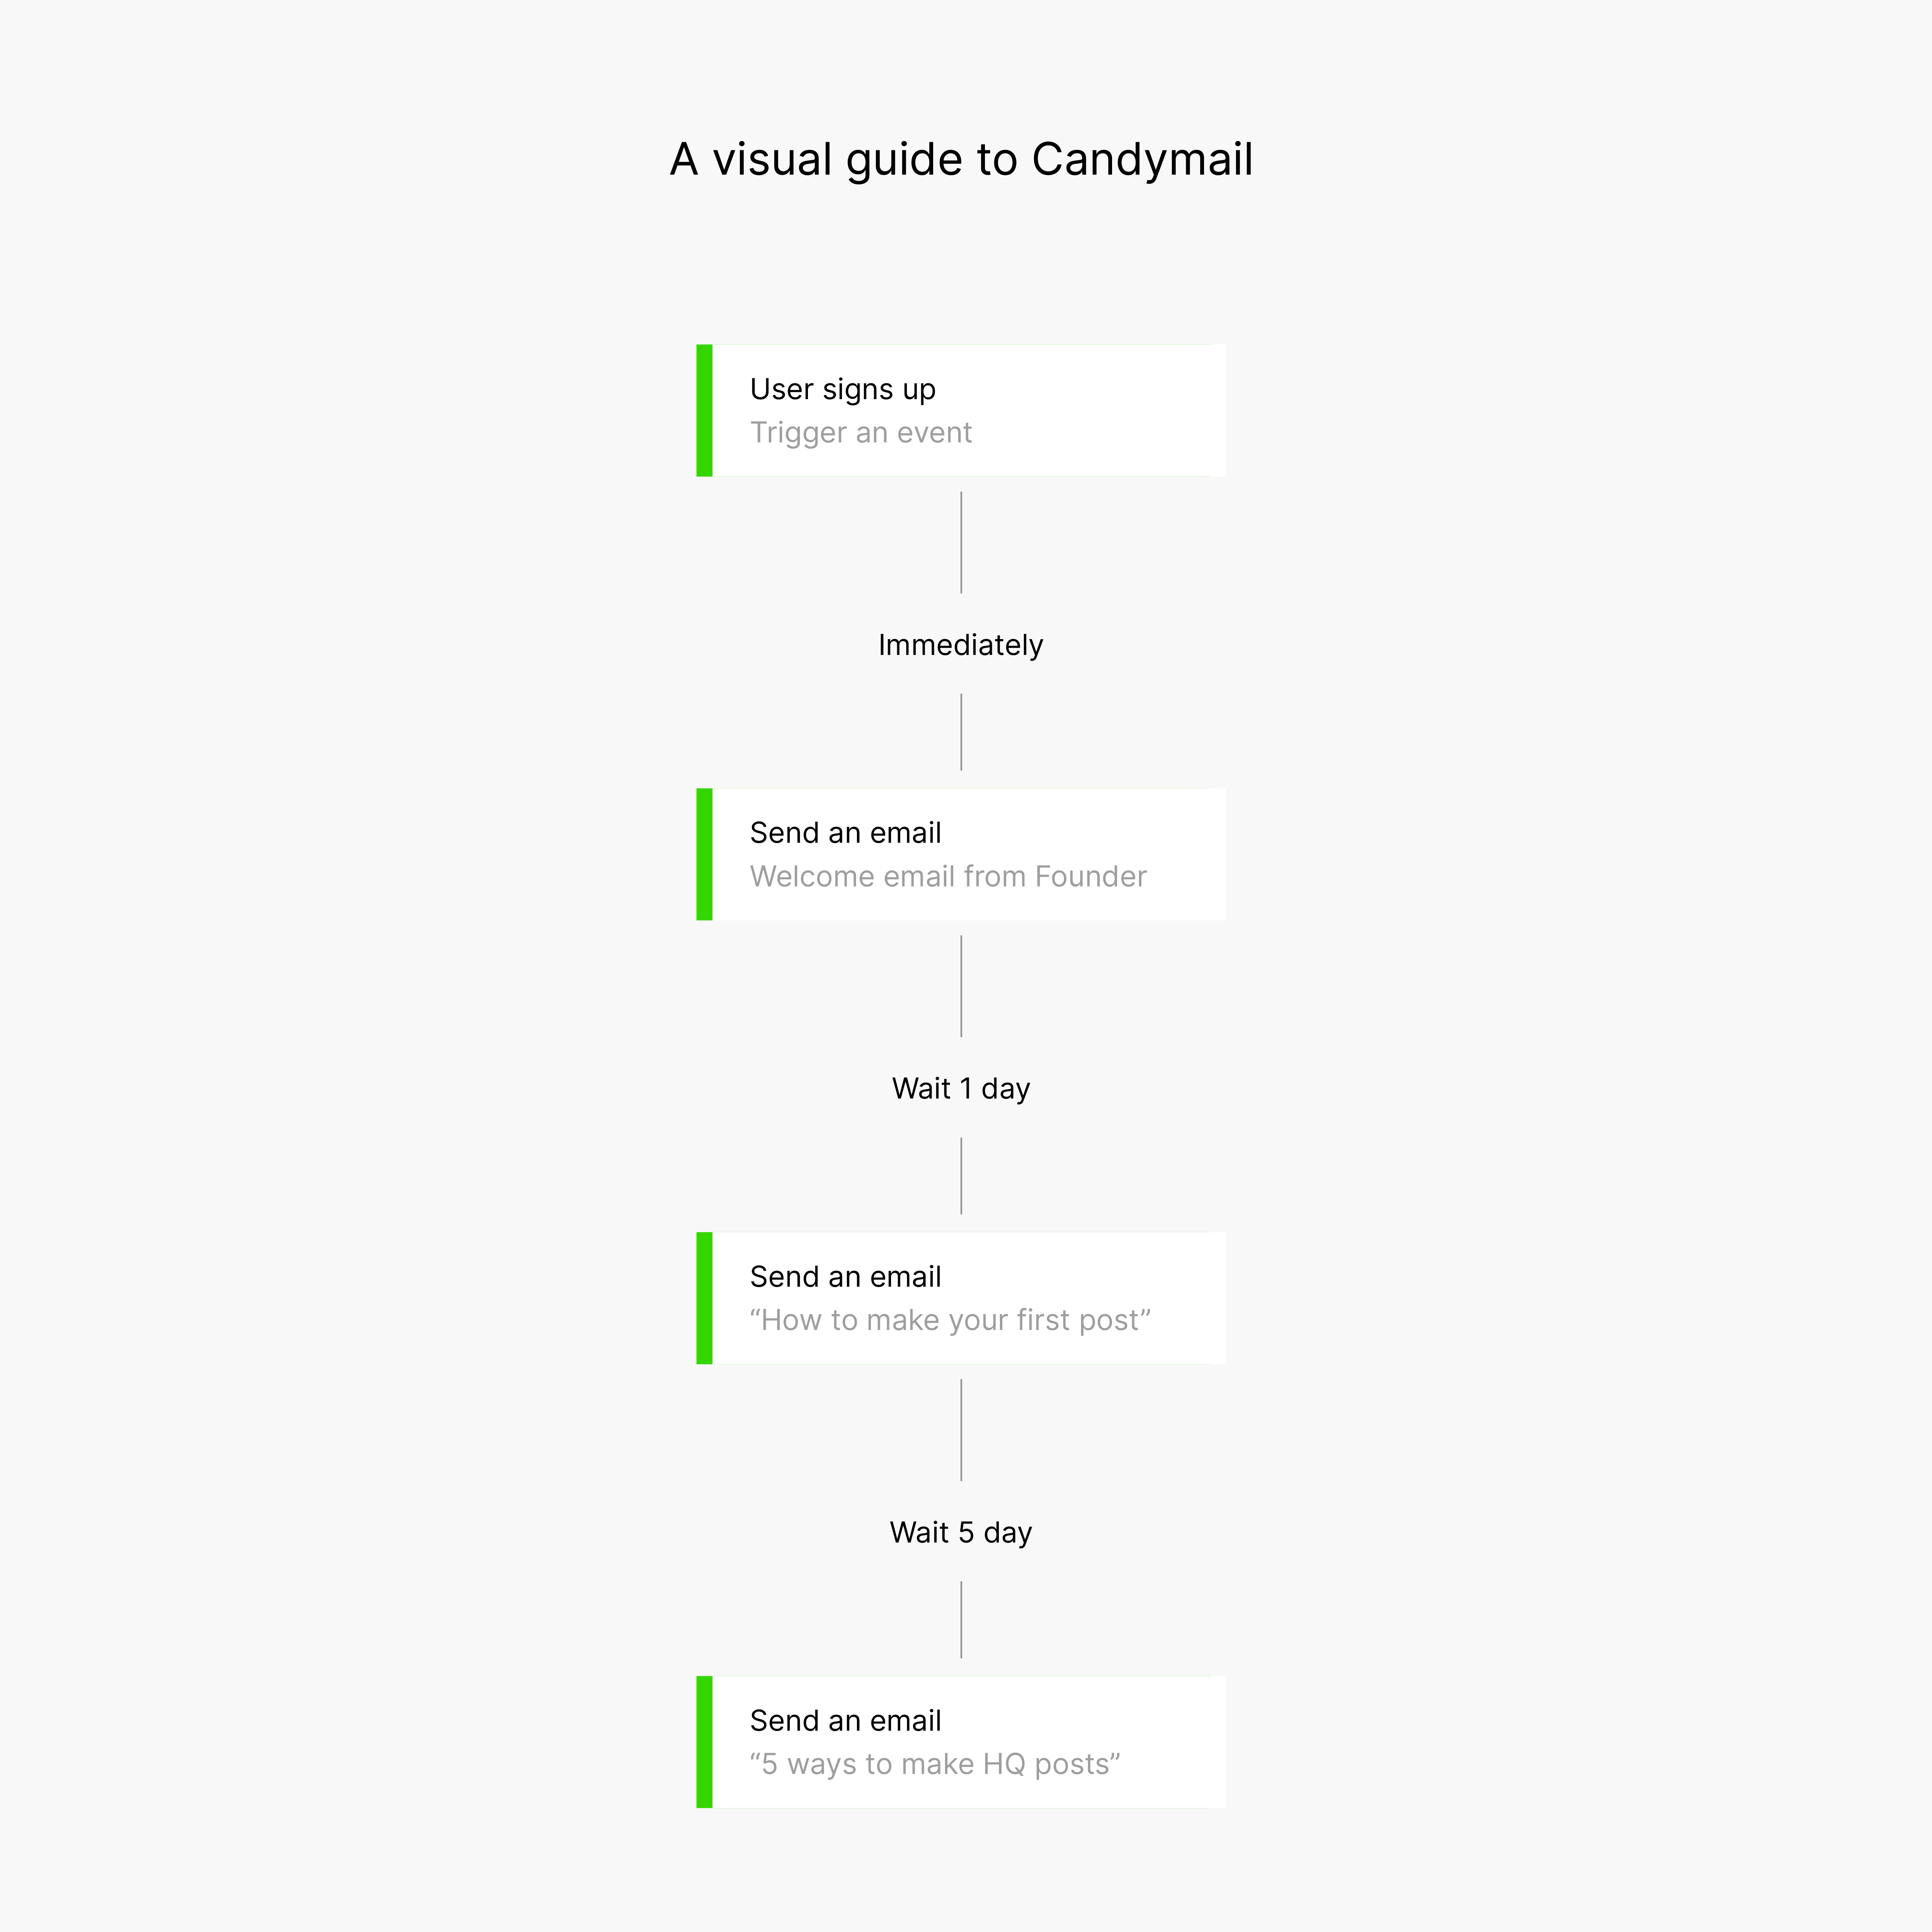 A visual guide to Candymail
User signs up
Trigger an event
Immediately
Send an email
Welcome email from Founder
Wait 1 day
Send an email
“How to make your first post”
Wait 5 day
Send an email
“5 ways to make HQ posts”